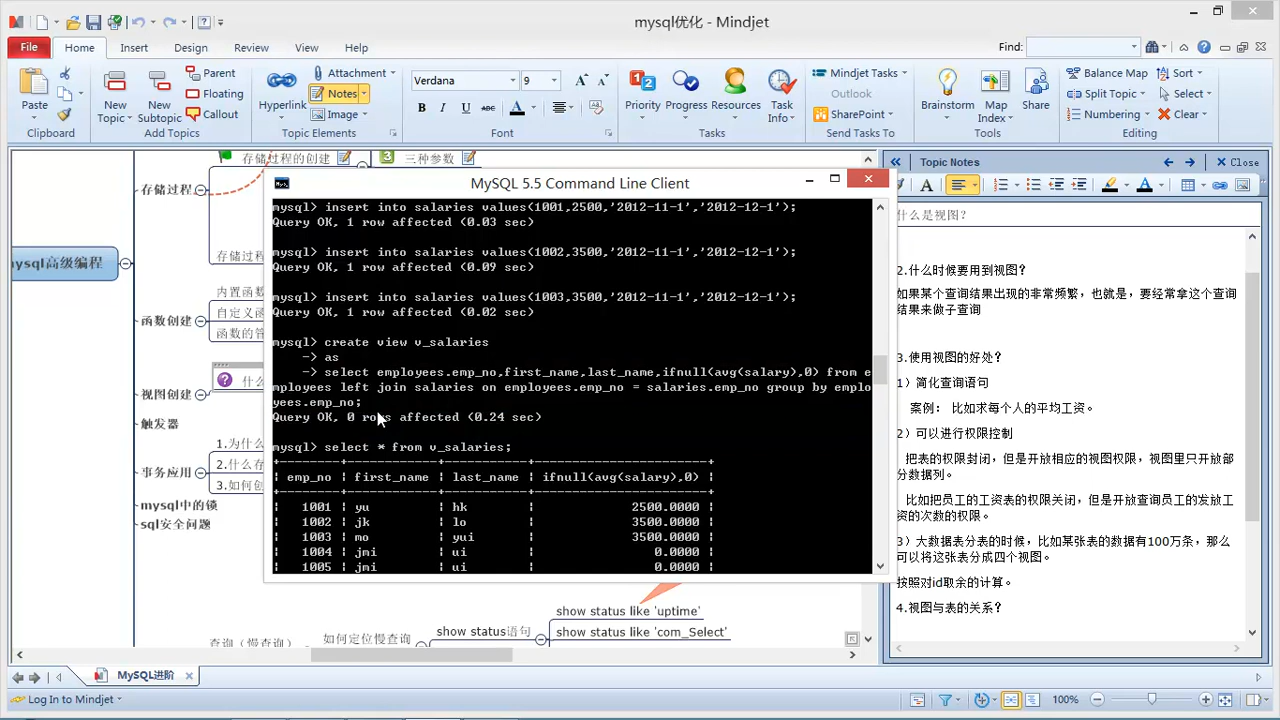 mysql优化 - Mindjet
File
Home
Insert
Design
Review
View
Help
Find:
Paste
Clipboard
New Topic
New Subtopic
Parent
Floating
Callout
Add Topics
Hyperlink
Attachment
Notes
Image
Topic Elements
Verdana
9
B I U abc A
Font
Priority
Progress
Resources
Task Info
Tasks
Mindjet Tasks
Outlook
SharePoint
Send Tasks To
Brainstorm
Map Index
Share
Tools
Balance Map
Split Topic
Numbering
Sort
Select
Clear
Editing
存储过程的创建
3 三种参数
存储过程
存储过程
mysql高级编程
内置函数
函数创建
自定义函
函数的管
视图创建
什么
触发器
1.为什么
事务应用
2.什么存
3.如何创
mysql中的锁
sql安全问题
MySQL 5.5 Command Line Client
mysql> insert into salaries values(1001,2500,'2012-11-1','2012-12-1');
Query OK, 1 row affected (0.03 sec)
mysql> insert into salaries values(1002,3500,'2012-11-1','2012-12-1');
Query OK, 1 row affected (0.09 sec)
mysql> insert into salaries values(1003,3500,'2012-11-1','2012-12-1');
Query OK, 1 row affected (0.02 sec)
mysql> create view v_salaries
-> as
-> select employees.emp_no,first_name,last_name,ifnull(avg(salary),0) from e
mployees left join salaries on employees.emp_no = salaries.emp_no group by emplo
yees.emp_no;
Query OK, 0 rows affected (0.24 sec)
mysql> select * from v_salaries;
+--------+------------+-----------+-----------------------+
| emp_no | first_name | last_name | ifnull(avg(salary),0) |
+--------+------------+-----------+-----------------------+
| 1001 | yu | hk | 2500.0000 |
| 1002 | jk | lo | 3500.0000 |
| 1003 | mo | yui | 3500.0000 |
| 1004 | jmi | ui | 0.0000 |
| 1005 | jmi | ui | 0.0000 |
show status like 'uptime'
查询（慢查询）
如何定位慢查询
show status语句
show status like 'com_Select'
Topic Notes
Close
什么是视图?
2.什么时候要用到视图?
如果某个查询结果出现的非常频繁，也就是，要经常拿这个查询
结果来做子查询
3.使用视图的好处?
1）简化查询语句
案例： 比如求每个人的平均工资。
2）可以进行权限控制
把表的权限封闭，但是开放相应的视图权限，视图里只开放部
分数据列。
比如把员工的工资表的权限关闭，但是开放查询员工的发放工
资的次数的权限。
3）大数据表分表的时候，比如某张表的数据有100万条，那么
可以将这张表分成四个视图。
按照对id取余的计算。
4.视图与表的关系?
MySQL进阶
Log In to Mindjet
100%